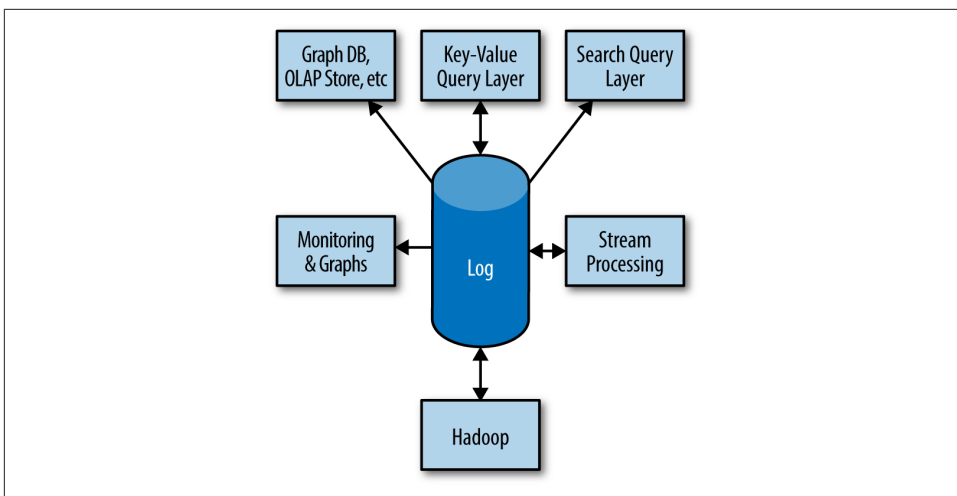 Graph DB,
OLAP Store, etc
Key-Value
Query Layer
Search Query
Layer
Monitoring
& Graphs
Log
Stream
Processing
Hadoop